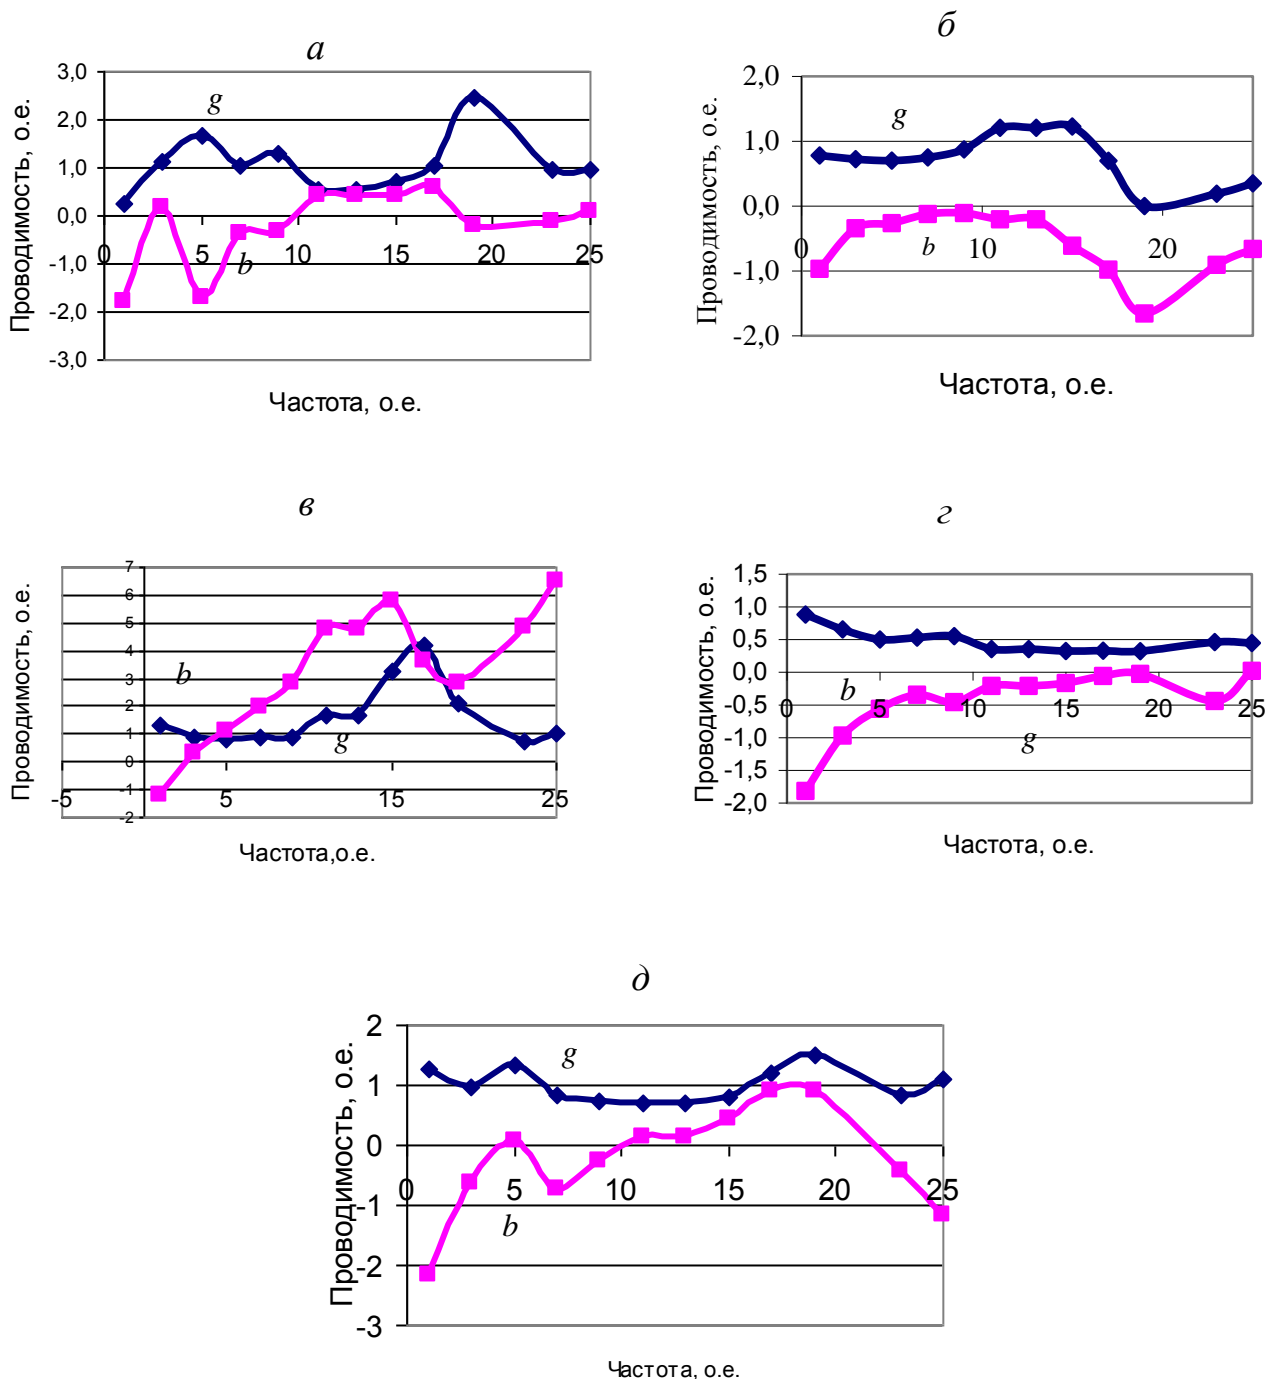 а
Проводимость, о.е.
3,0
2,0
1,0
0,0
-1,0
-2,0
-3,0
g
b
5
10
15
20
25
Частота, о.е.
б
Проводимость, о.е.
2,0
1,0
0,0
-1,0
-2,0
g
b
0
10
20
Частота, о.е.
в
Проводимость, о.е.
7
6
5
4
3
2
1
0
-1
-2
b
g
-5
5
15
25
Частота,о.е.
г
Проводимость, о.е.
1,5
1,0
0,5
0,0
-0,5
-1,0
-1,5
-2,0
b
g
0
5
10
15
20
25
Частота, о.е.
д
Проводимость, о.е.
2
1
0
-1
-2
-3
g
b
0
5
10
15
20
25
Частота, о.е.